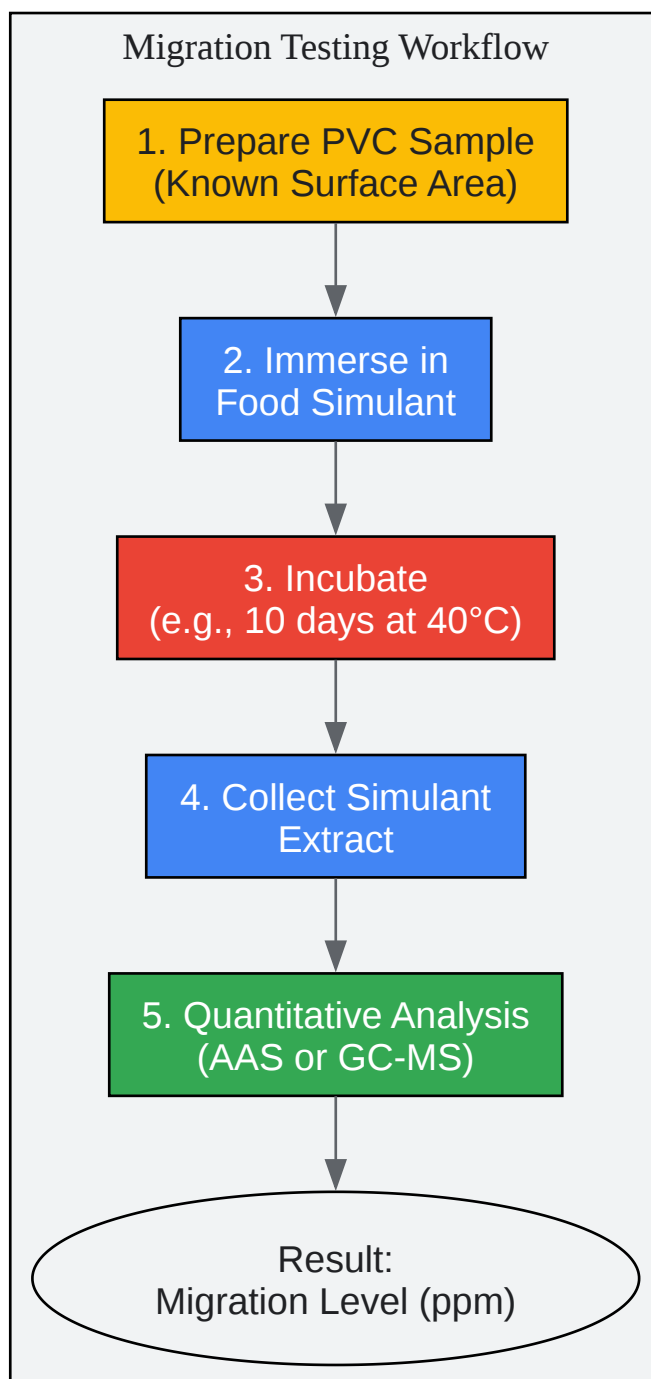 Migration Testing Workflow
1. Prepare PVC Sample
(Known Surface Area)
2. Immerse in
Food Simulant
3. Incubate
(e.g., 10 days at 40°C)
4. Collect Simulant
Extract
5. Quantitative Analysis
(AAS or GC-MS)
Result:
Migration Level (ppm)